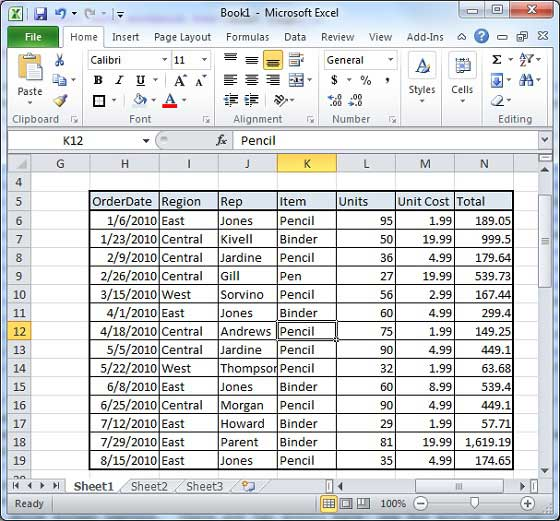 Book1 - Microsoft Excel
File Home Insert Page Layout Formulas Data Review View Add-Ins
Paste
Calibri 11
B I U
A A
General
$ % ,
Styles
Cells
Clipboard Font Alignment Number Editing
K12 fx Pencil
G H I J K L M N
4
5 OrderDate Region Rep Item Units Unit Cost Total
6 1/6/2010 East Jones Pencil 95 1.99 189.05
7 1/23/2010 Central Kivell Binder 50 19.99 999.5
8 2/9/2010 Central Jardine Pencil 36 4.99 179.64
9 2/26/2010 Central Gill Pen 27 19.99 539.73
10 3/15/2010 West Sorvino Pencil 56 2.99 167.44
11 4/1/2010 East Jones Binder 60 4.99 299.4
12 4/18/2010 Central Andrews Pencil 75 1.99 149.25
13 5/5/2010 Central Jardine Pencil 90 4.99 449.1
14 5/22/2010 West Thompson Pencil 32 1.99 63.68
15 6/8/2010 East Jones Binder 60 8.99 539.4
16 6/25/2010 Central Morgan Pencil 90 4.99 449.1
17 7/12/2010 East Howard Binder 29 1.99 57.71
18 7/29/2010 East Parent Binder 81 19.99 1,619.19
19 8/15/2010 East Jones Pencil 35 4.99 174.65
Sheet1 Sheet2 Sheet3
Ready 100%